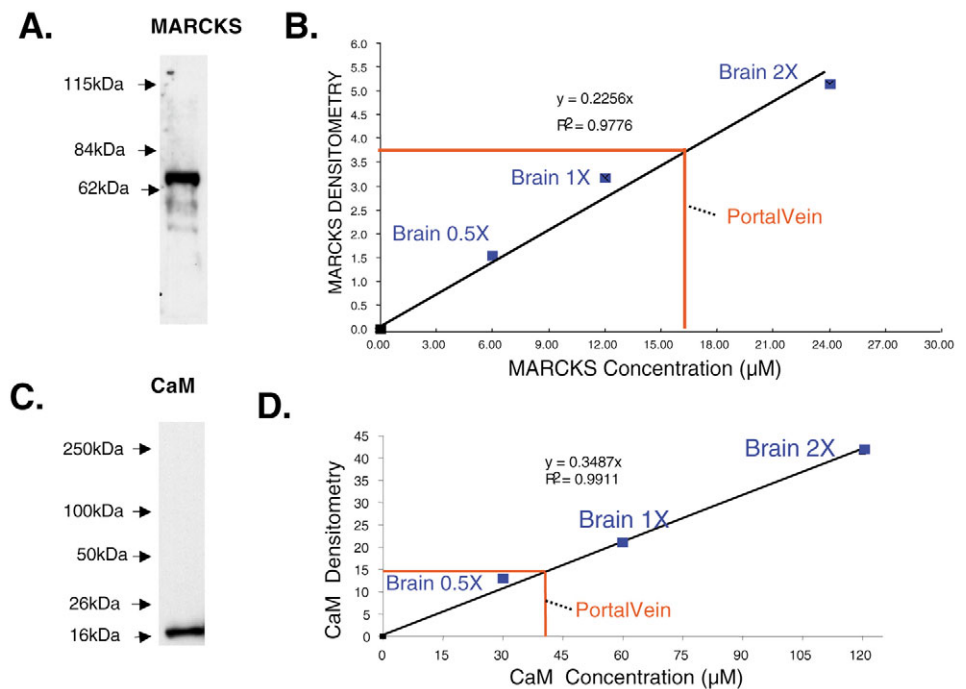 A.
MARCKS
115kDa
84kDa
62kDa
B.
MARCKS DENSITOMETRY
6.0
5.5
5.0
4.5
4.0
3.5
3.0
2.5
2.0
1.5
1.0
0.5
0.0
y = 0.2256x
R² = 0.9776
Brain 2X
Brain 1X
Brain 0.5X
PortalVein
0.00 3.00 6.00 9.00 12.00 15.00 18.00 21.00 24.00 27.00 30.00
MARCKS Concentration (µM)
C.
CaM
250kDa
100kDa
50kDa
26kDa
16kDa
D.
CaM Densitometry
45
40
35
30
25
20
15
10
5
0
y = 0.3487x
R² = 0.9911
Brain 2X
Brain 1X
Brain 0.5X
PortalVein
0 30 45 60 75 90 105 120
CaM Concentration (µM)